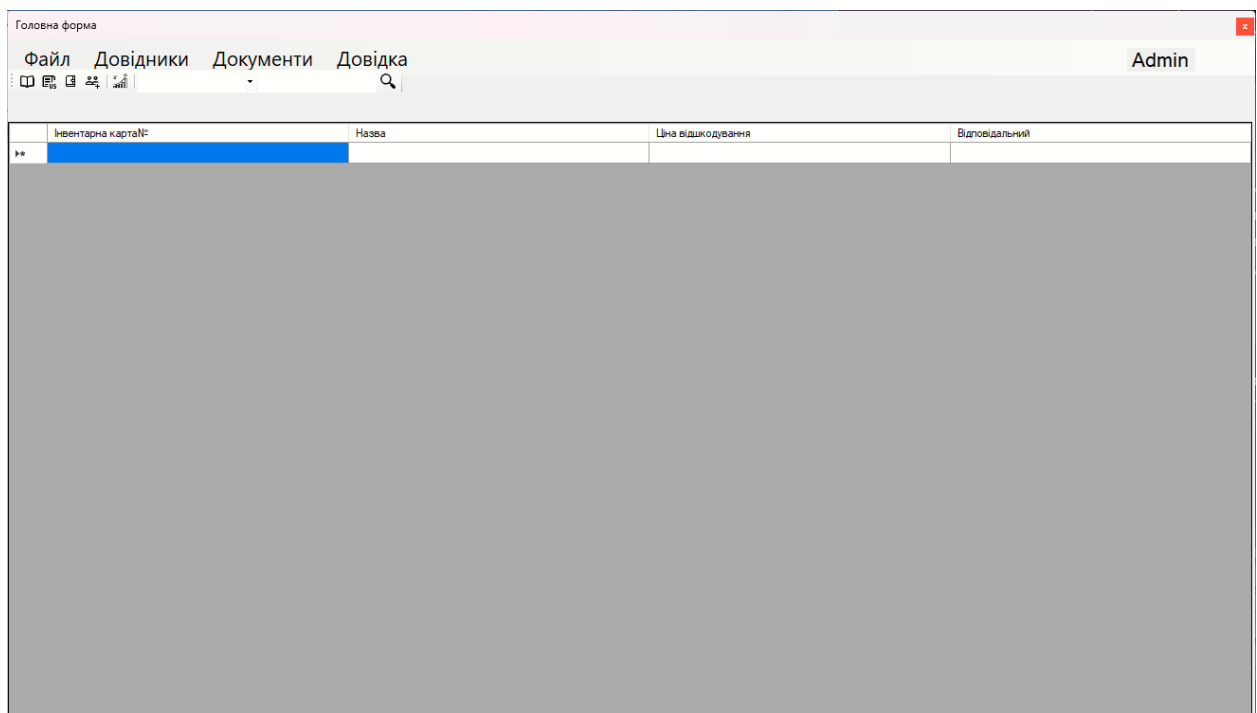 Головна форма
Файл Довідники Документи Довідка Admin
Інвентарна карта№ Назва Ціна відшкодування Відповідальний